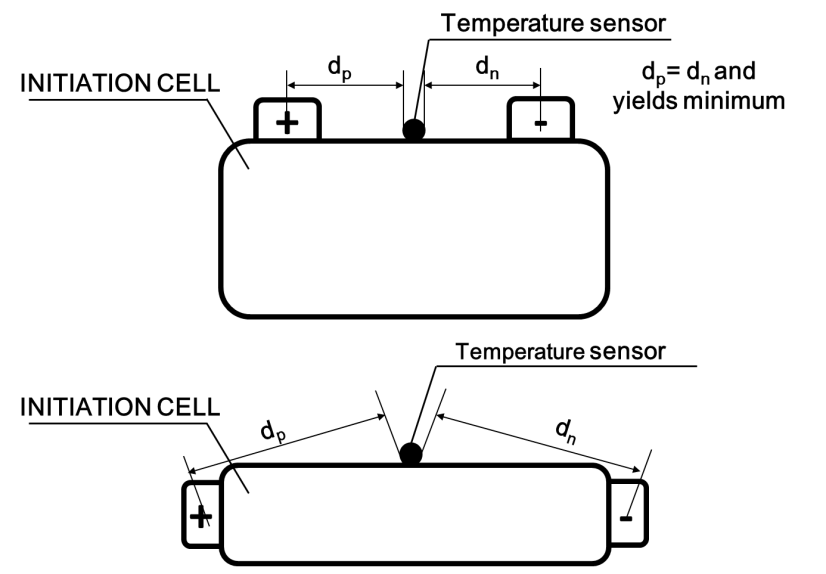 Temperature sensor
INITIATION CELL
dp
dn
dp= dn and
yields minimum
+
-
Temperature sensor
INITIATION CELL
dp
dn
+
-